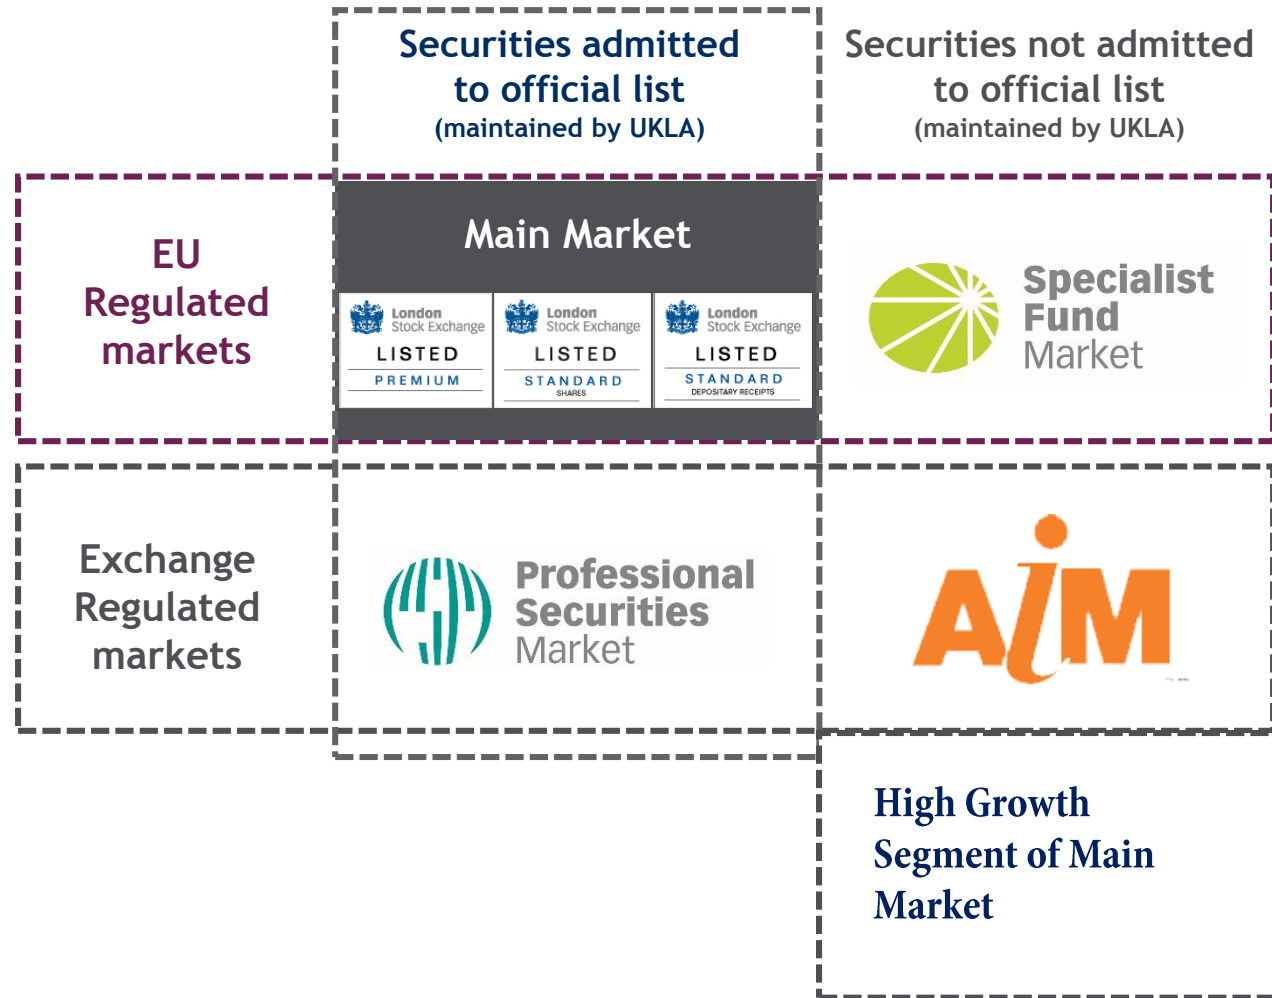 Securities admitted
to official list
(maintained by UKLA)
Securities not admitted
to official list
(maintained by UKLA)
EU
Regulated
markets
Main Market
London
Stock Exchange
LISTED
PREMIUM
London
Stock Exchange
LISTED
STANDARD
SHARES
London
Stock Exchange
LISTED
STANDARD
DEPOSITARY RECEIPTS
Specialist
Fund
Market
Exchange
Regulated
markets
Professional
Securities
Market
AiM
High Growth
Segment of Main
Market